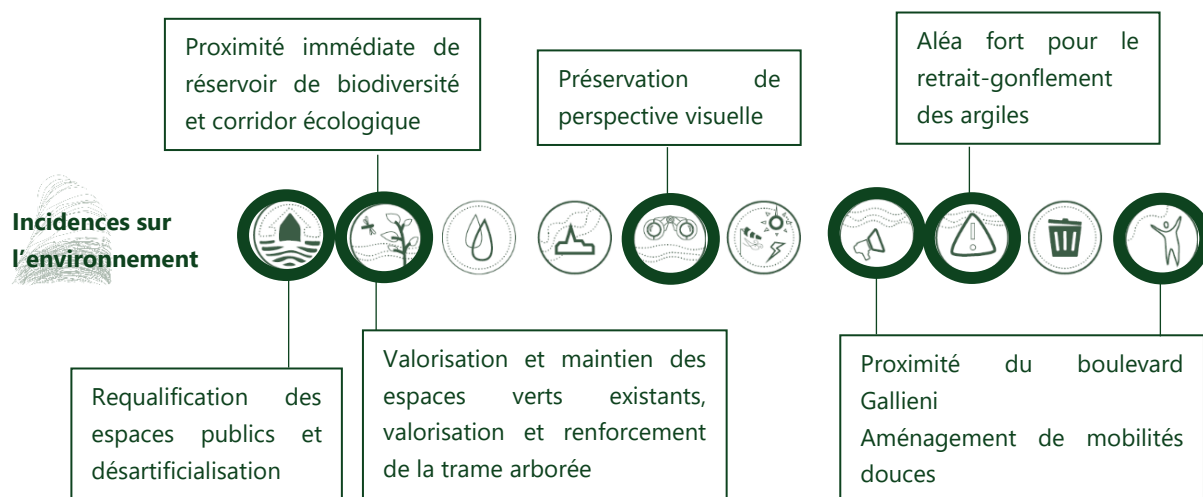 Proximité immédiate de
réservoir de biodiversité
et corridor écologique
Préservation de
perspective visuelle
Aléa fort pour le
retrait-gonflement
des argiles
Incidences sur
l'environnement
Requalification des
espaces publics et
désartificialisation
Valorisation et maintien des
espaces verts existants,
valorisation et renforcement
de la trame arborée
Proximité du boulevard
Gallieni
Aménagement de mobilités
douces